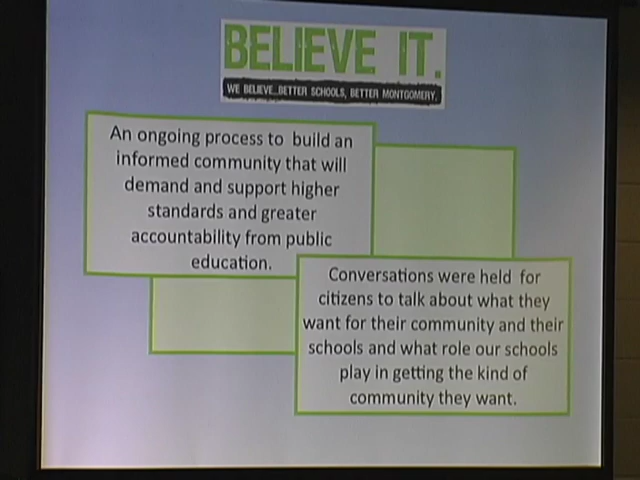 BELIEVE IT.
WE BELIEVE...BETTER SCHOOLS, BETTER MONTGOMERY.
An ongoing process to build an
informed community that will
demand and support higher
standards and greater
accountability from public
education.
Conversations were held for
citizens to talk about what they
want for their community and their
schools and what role our schools
play in getting the kind of
community they want.